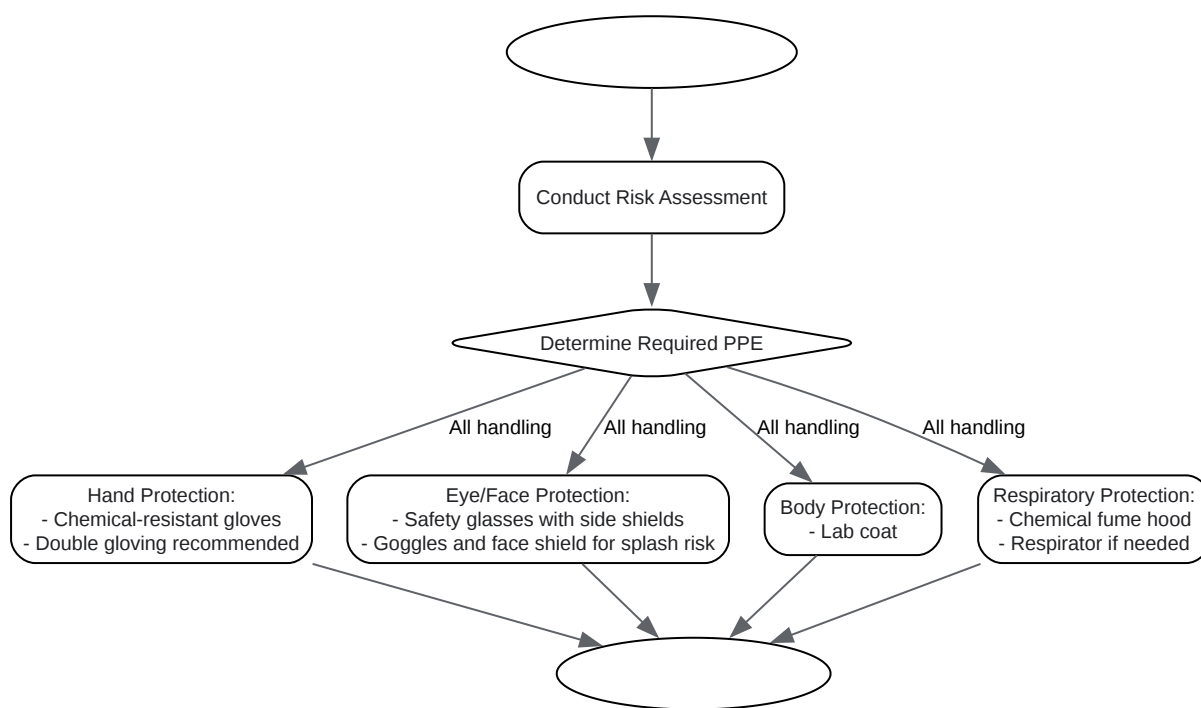 Conduct Risk Assessment
Determine Required PPE
All handling
All handling
All handling
All handling
Hand Protection:
- Chemical-resistant gloves
- Double gloving recommended
Eye/Face Protection:
- Safety glasses with side shields
- Goggles and face shield for splash risk
Body Protection:
- Lab coat
Respiratory Protection:
- Chemical fume hood
- Respirator if needed